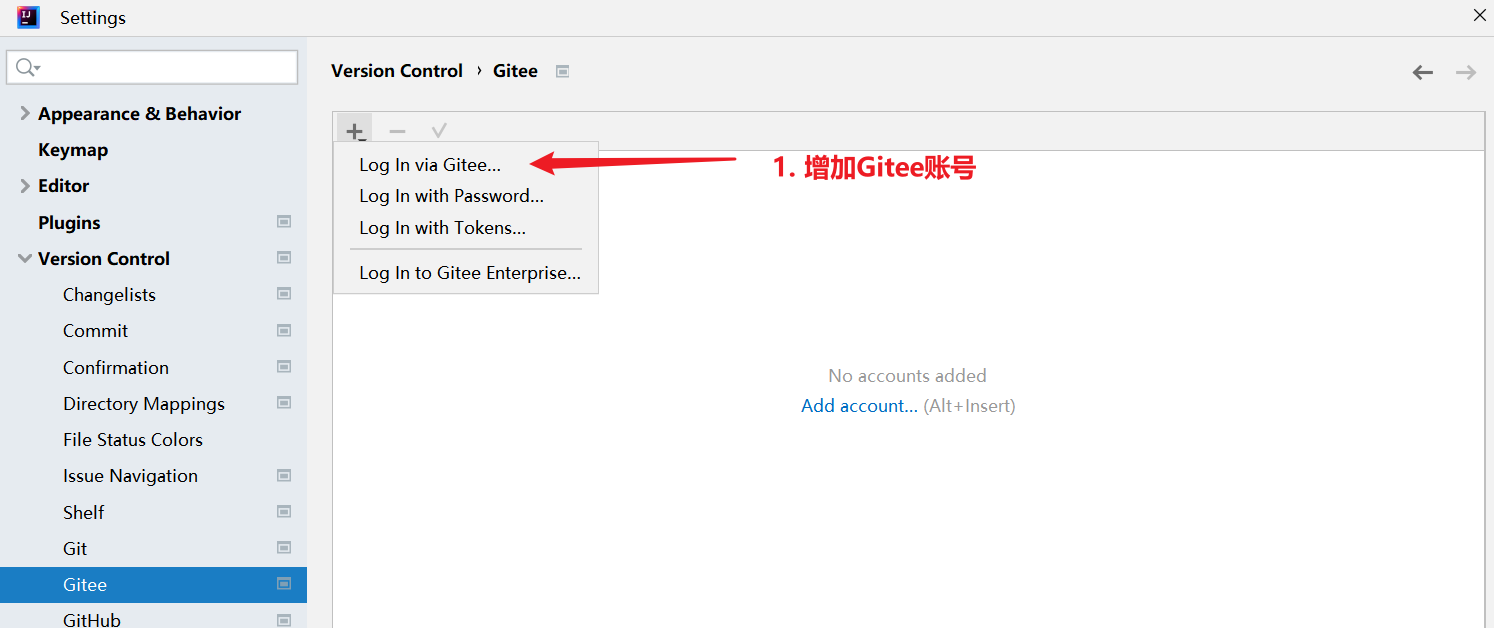 Settings
Version Control › Gitee
Appearance & Behavior
Keymap
Editor
Plugins
Version Control
Changelists
Commit
Confirmation
Directory Mappings
File Status Colors
Issue Navigation
Shelf
Git
Gitee
GitHub
Log In via Gitee...
Log In with Password...
Log In with Tokens...
Log In to Gitee Enterprise...
1. 增加Gitee账号
No accounts added
Add account... (Alt+Insert)